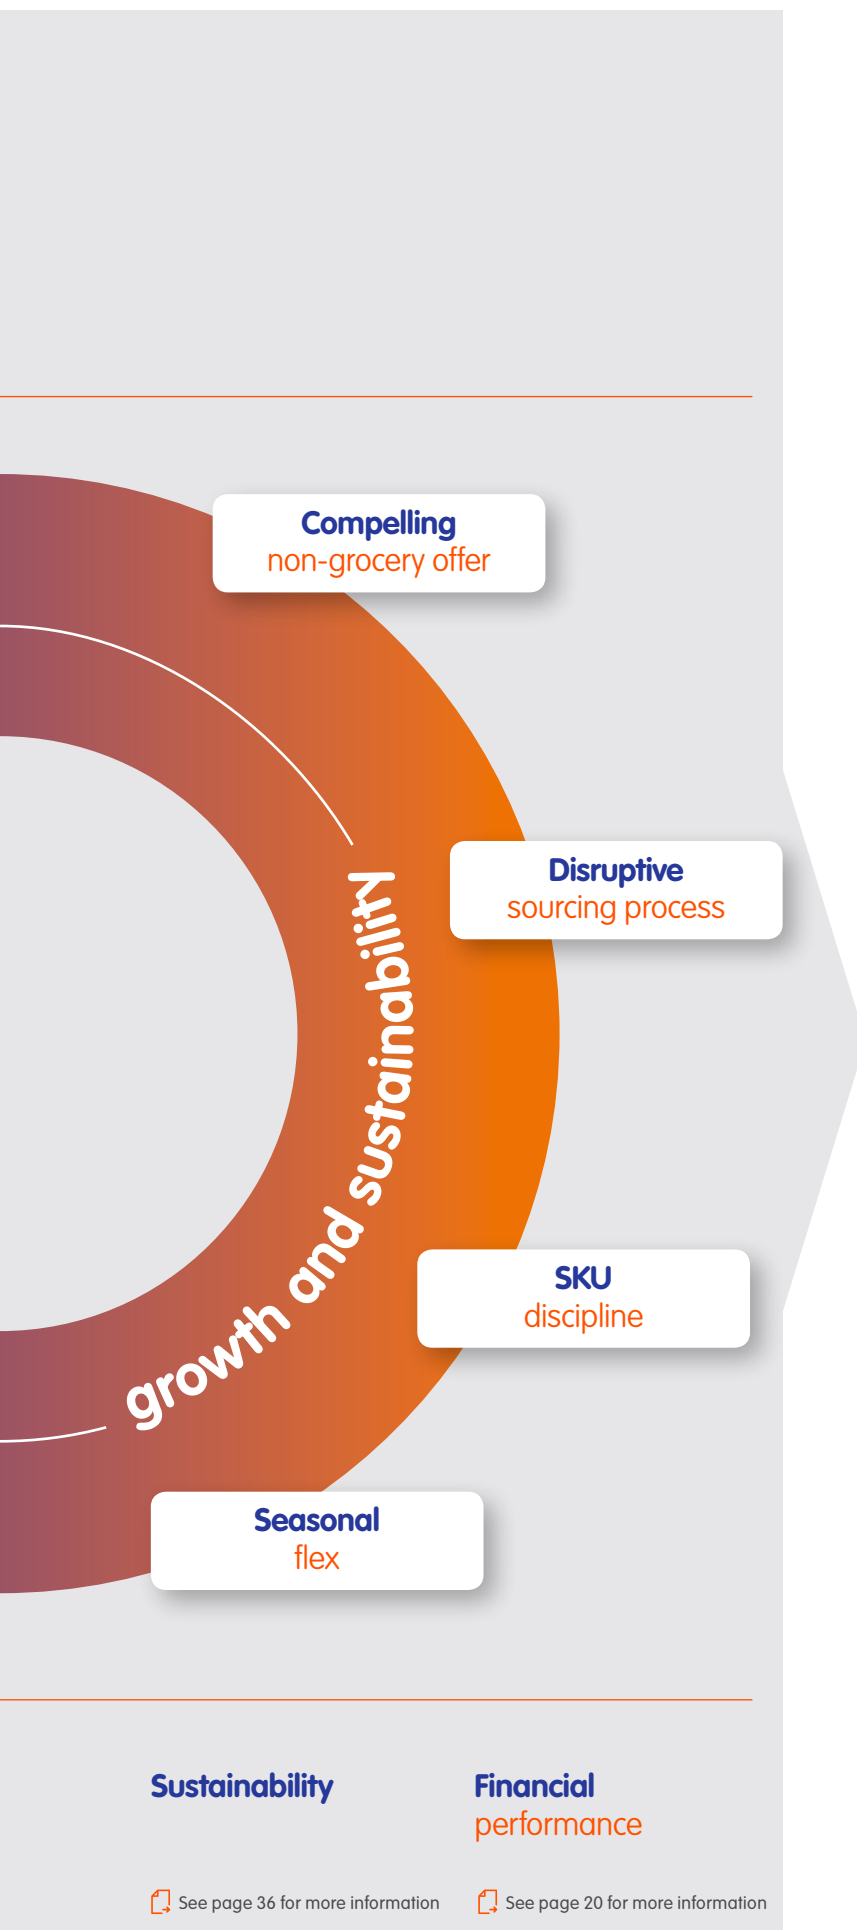 Compelling
non-grocery offer
Disruptive
sourcing process
growth and sustainability
SKU
discipline
Seasonal
flex
Sustainability
Financial
performance
See page 36 for more information
See page 20 for more information